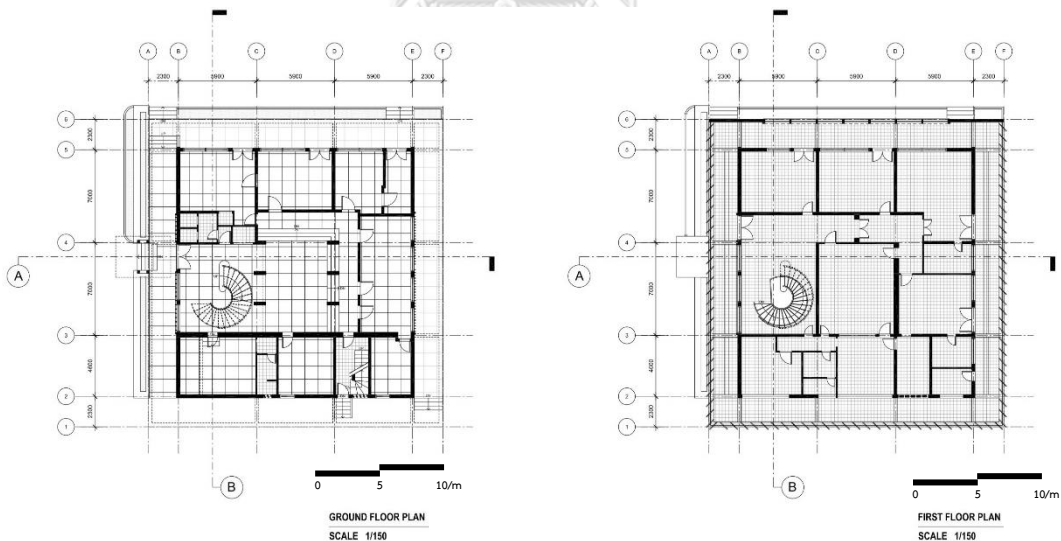 A B C D E F
2300 5900 5900 5900 2300
6
2300
5
7000
4
A
7000
3
4600
2
2300
1
B
0 5 10/m
GROUND FLOOR PLAN
SCALE 1/150
A B C D E F
2300 5900 5900 5900 2300
6
2300
5
7000
4
A
7000
3
4600
2
2300
1
B
0 5 10/m
FIRST FLOOR PLAN
SCALE 1/150